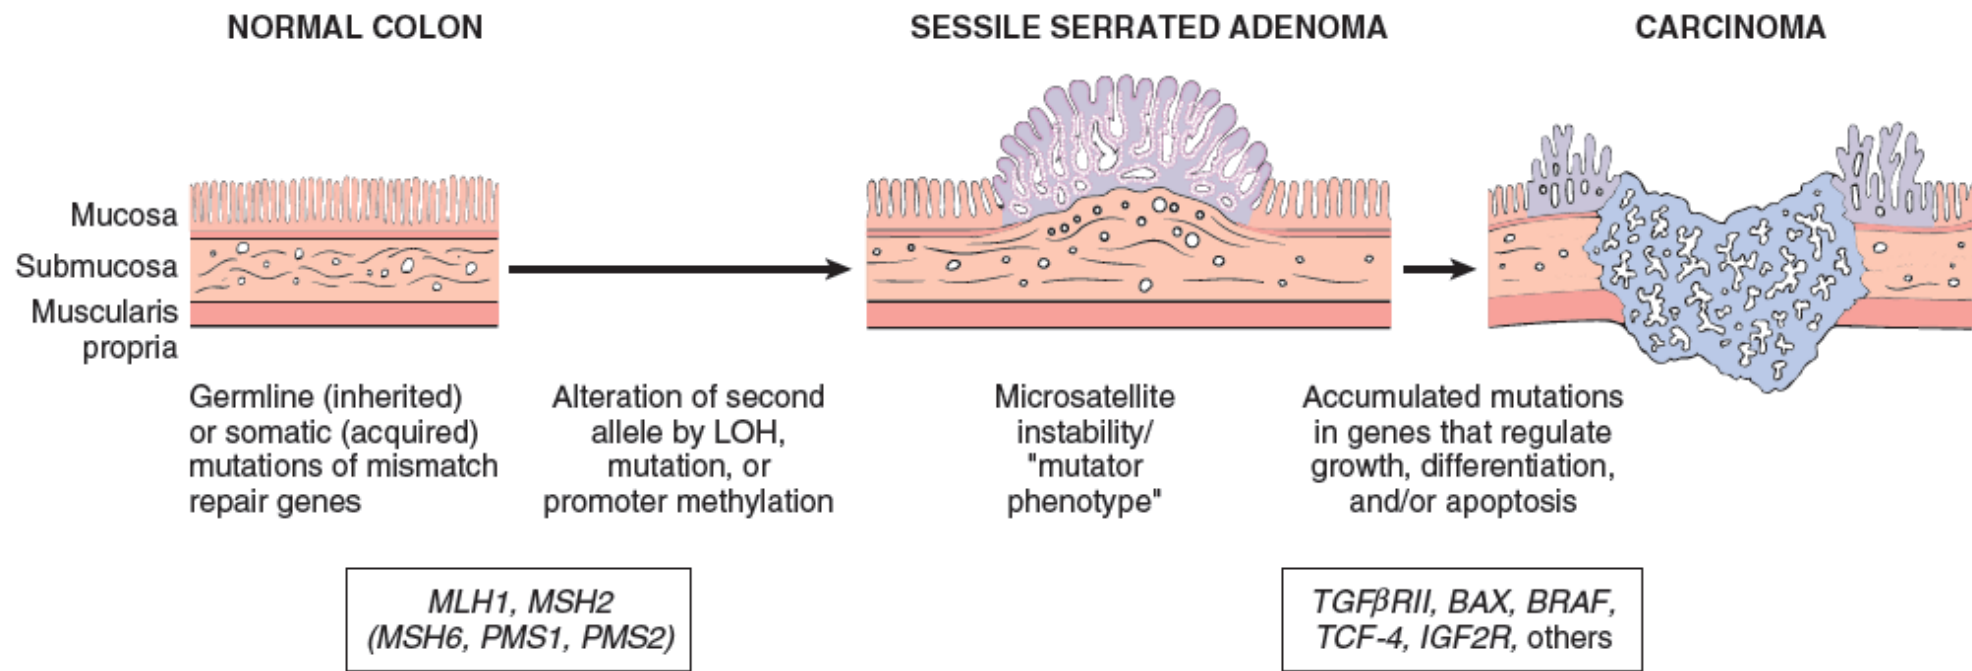 NORMAL COLON
SESSILE SERRATED ADENOMA
CARCINOMA
Mucosa
Submucosa
Muscularis
propria
Germline (inherited)
or somatic (acquired)
mutations of mismatch
repair genes
Alteration of second
allele by LOH,
mutation, or
promoter methylation
Microsatellite
instability/
"mutator
phenotype"
Accumulated mutations
in genes that regulate
growth, differentiation,
and/or apoptosis
MLH1, MSH2
(MSH6, PMS1, PMS2)
TGFβRII, BAX, BRAF,
TCF-4, IGF2R, others